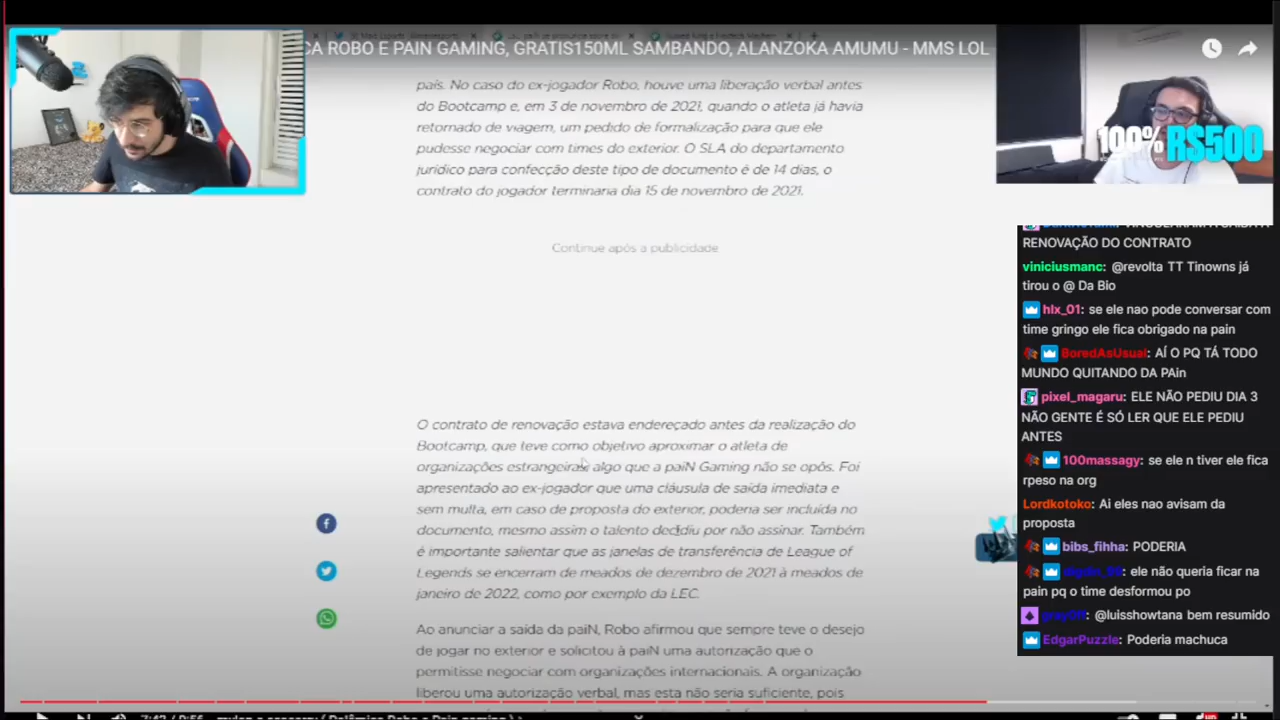 ÇA ROBO E PAIN GAMING, GRATIS150ML SAMBANDO, ALANZOKA AMUMU - MMS LOL
país. No caso do ex-jogador Robo, houve uma liberação verbal antes
do Bootcamp e, em 3 de novembro de 2021, quando o atleta já havia
retornado de viagem, um pedido de formalização para que ele
pudesse negociar com times do exterior. O SLA do departamento
jurídico para confecção deste tipo de documento é de 14 dias, o
contrato do jogador terminaria dia 15 de novembro de 2021.
Continue após a publicidade
O contrato de renovação estava endereçado antes da realização do
Bootcamp, que teve como objetivo aproximar o atleta de
organizações estrangeiras, algo que a paiN Gaming não se opôs. Foi
apresentado ao ex-jogador que uma cláusula de saída imediata e
sem multa, em caso de proposta do exterior, poderia ser incluída no
documento, mesmo assim o talento decidiu por não assinar. Também
é importante salientar que as janelas de transferência de League of
Legends se encerram de meados de dezembro de 2021 à meados de
janeiro de 2022, como por exemplo da LEC.
Ao anunciar a saída da paiN, Robo afirmou que sempre teve o desejo
de jogar no exterior e solicitou à paiN uma autorização que o
permitisse negociar com organizações internacionais. A organização
liberou uma autorização verbal, mas esta não seria suficiente, pois
100% R$500
RENOVAÇÃO DO CONTRATO
viniciusmanc: @revolta TT Tinowns já
tirou o @ Da Bio
hlx_01: se ele nao pode conversar com
time gringo ele fica obrigado na pain
BoredAsUsual: AÍ O PQ TÁ TODO
MUNDO QUITANDO DA PAin
pixel_magaru: ELE NÃO PEDIU DIA 3
NÃO GENTE É SÓ LER QUE ELE PEDIU
ANTES
100massagy: se ele n tiver ele fica
rpeso na org
Lordkotoko: Ai eles nao avisam da
proposta
bibs_fihha: PODERIA
ele não queria ficar na
pain pq o time desformou po
@luisshowtana bem resumido
EdgarPuzzle: Poderia machuca